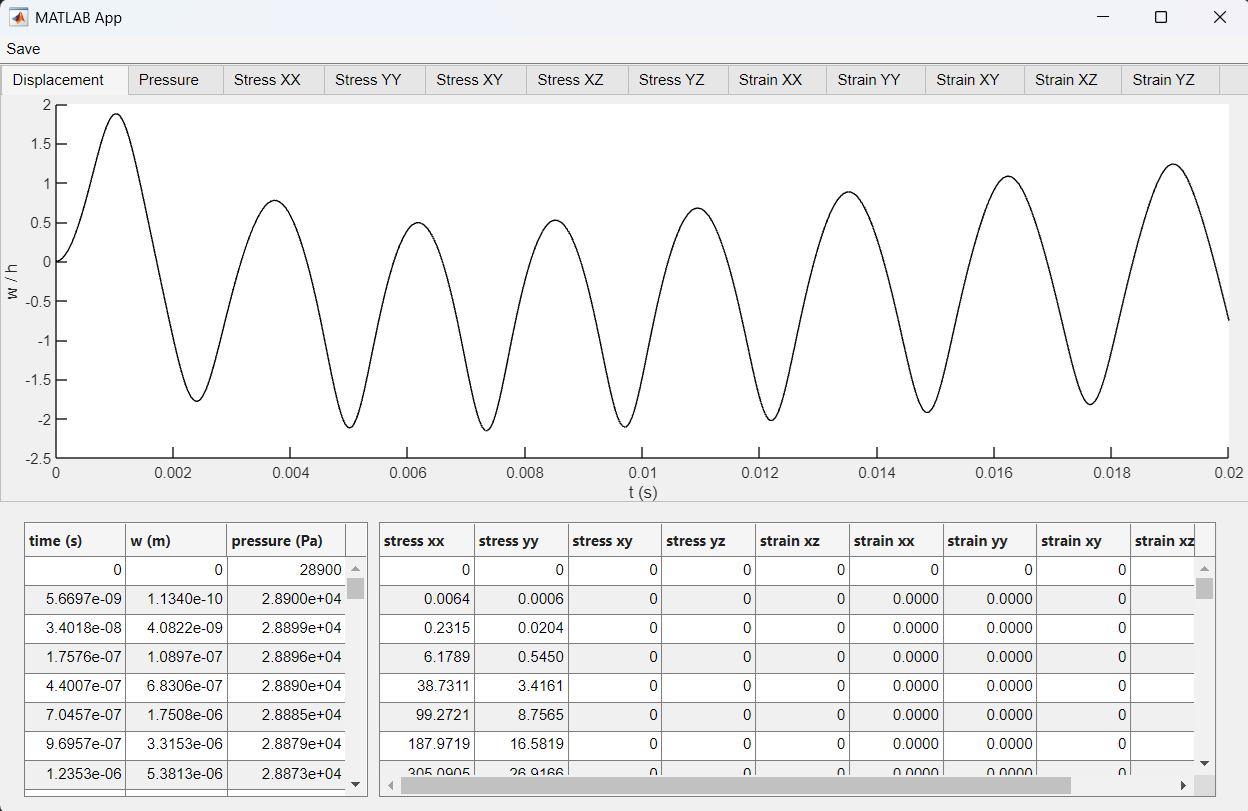 MATLAB App
Save
Displacement Pressure Stress XX Stress YY Stress XY Stress XZ Stress YZ Strain XX Strain YY Strain XY Strain XZ Strain YZ
2
1.5
1
0.5
0
-0.5
-1
-1.5
-2
-2.5
w / h
0 0.002 0.004 0.006 0.008 0.01 0.012 0.014 0.016 0.018 0.02
t (s)
time (s) w (m) pressure (Pa)
0 0 28900
5.6697e-09 1.1340e-10 2.8900e+04
3.4018e-08 4.0822e-09 2.8899e+04
1.7576e-07 1.0897e-07 2.8896e+04
4.4007e-07 6.8306e-07 2.8890e+04
7.0457e-07 1.7508e-06 2.8885e+04
9.6957e-07 3.3153e-06 2.8879e+04
1.2353e-06 5.3813e-06 2.8873e+04
stress xx stress yy stress xy stress yz strain xz strain xx strain yy strain xy strain xz
0 0 0 0 0 0 0 0
0.0064 0.0006 0 0 0 0.0000 0.0000 0
0.2315 0.0204 0 0 0 0.0000 0.0000 0
6.1789 0.5450 0 0 0 0.0000 0.0000 0
38.7311 3.4161 0 0 0 0.0000 0.0000 0
99.2721 8.7565 0 0 0 0.0000 0.0000 0
187.9719 16.5819 0 0 0 0.0000 0.0000 0
305.0905 26.9166 0 0 0 0.0000 0.0000 0